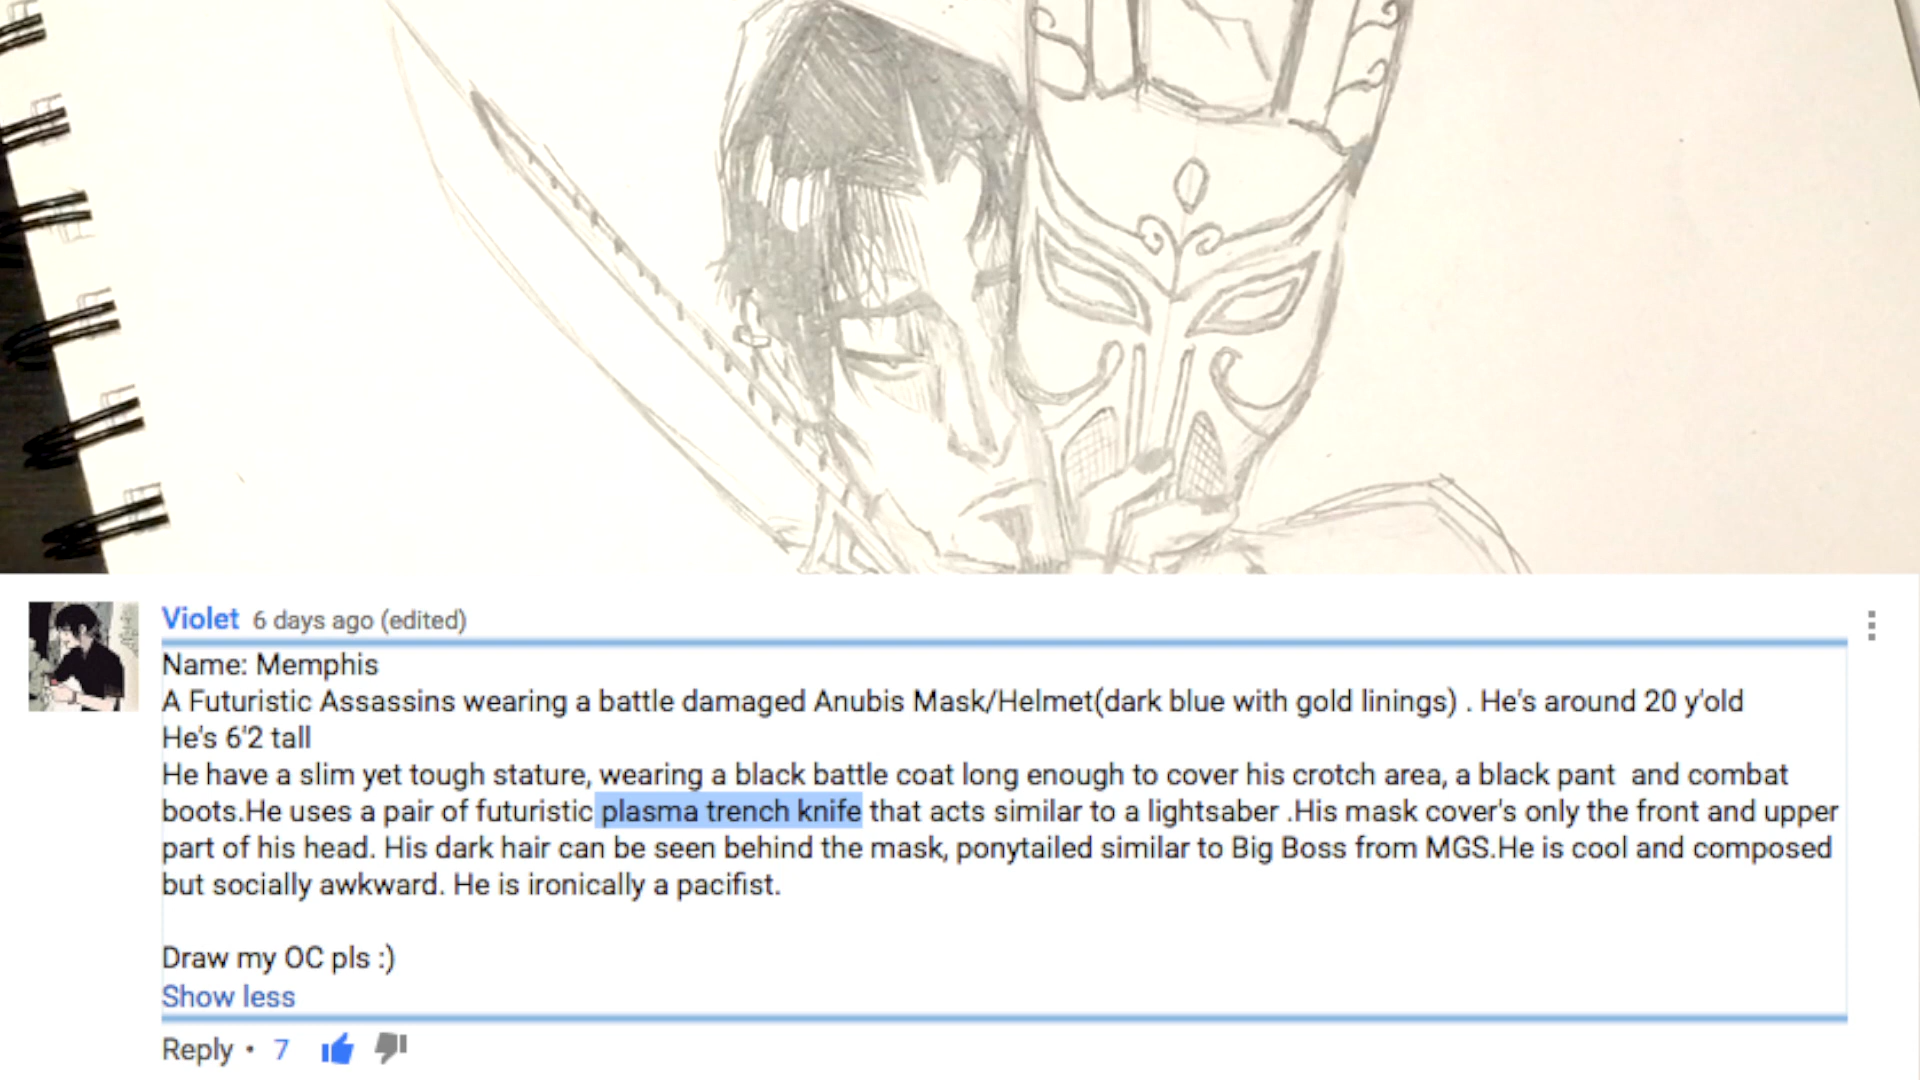 Violet 6 days ago (edited)
Name: Memphis
A Futuristic Assassins wearing a battle damaged Anubis Mask/Helmet(dark blue with gold linings) . He's around 20 y'old
He's 6'2 tall
He have a slim yet tough stature, wearing a black battle coat long enough to cover his crotch area, a black pant  and combat
boots.He uses a pair of futuristic plasma trench knife that acts similar to a lightsaber .His mask cover's only the front and upper
part of his head. His dark hair can be seen behind the mask, ponytailed similar to Big Boss from MGS.He is cool and composed
but socially awkward. He is ironically a pacifist.
Draw my OC pls :)
Show less
Reply • 7